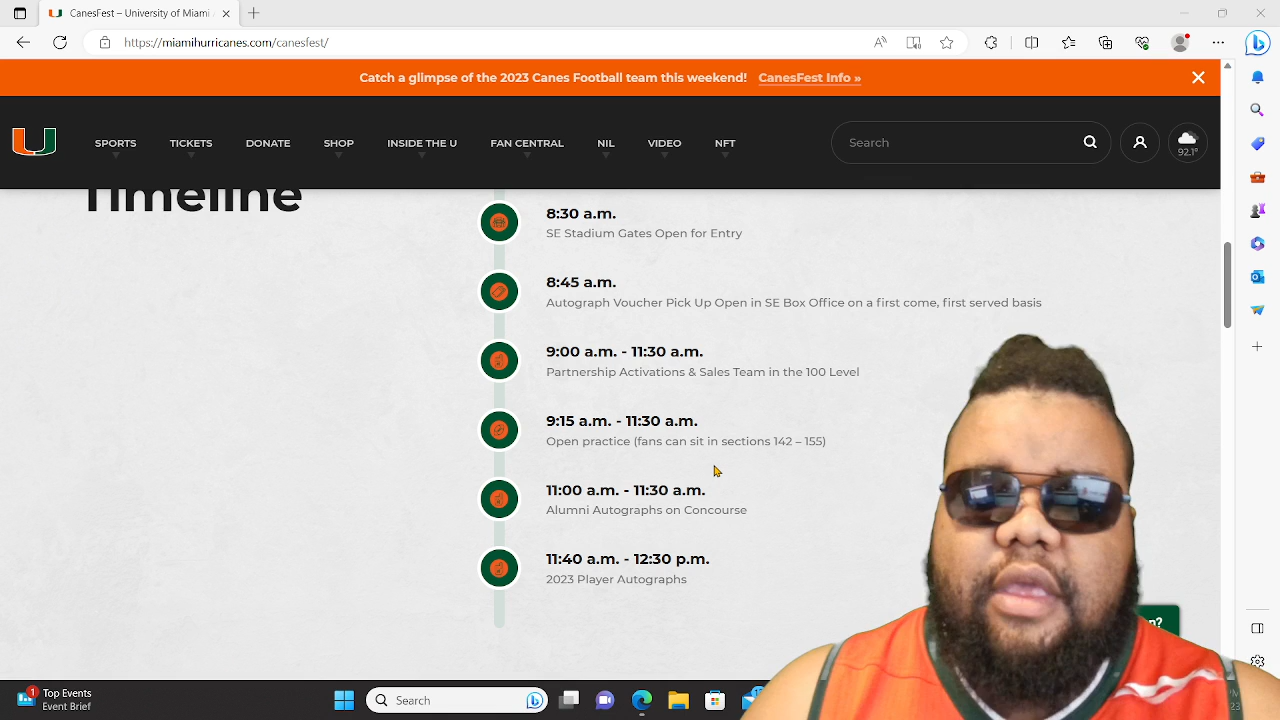 CanesFest – University of Miami A
https://miamihurricanes.com/canesfest/
Catch a glimpse of the 2023 Canes Football team this weekend! CanesFest Info »
SPORTS TICKETS DONATE SHOP INSIDE THE U FAN CENTRAL NIL VIDEO NFT
Search
92.1°
Timeline
8:30 a.m.
SE Stadium Gates Open for Entry
8:45 a.m.
Autograph Voucher Pick Up Open in SE Box Office on a first come, first served basis
9:00 a.m. - 11:30 a.m.
Partnership Activations & Sales Team in the 100 Level
9:15 a.m. - 11:30 a.m.
Open practice (fans can sit in sections 142 – 155)
11:00 a.m. - 11:30 a.m.
Alumni Autographs on Concourse
11:40 a.m. - 12:30 p.m.
2023 Player Autographs
1 Top Events
Event Brief
Search